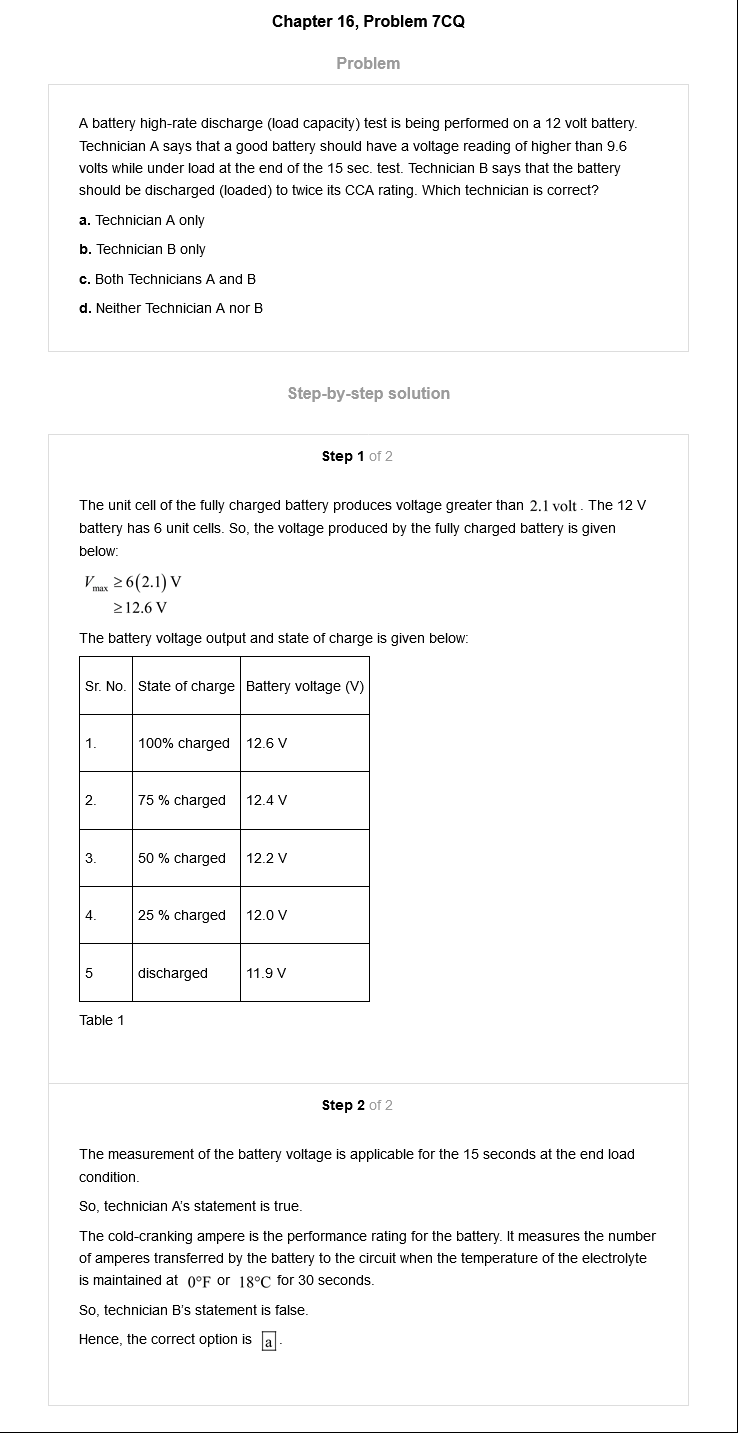 Chapter 16, Problem 7CQ
Problem
A battery high-rate discharge (load capacity) test is being performed on a 12 volt battery.
Technician A says that a good battery should have a voltage reading of higher than 9.6
volts while under load at the end of the 15 sec. test. Technician B says that the battery
should be discharged (loaded) to twice its CCA rating. Which technician is correct?
a. Technician A only
b. Technician B only
c. Both Technicians A and B
d. Neither Technician A nor B
Step-by-step solution
Step 1 of 2
The unit cell of the fully charged battery produces voltage greater than 2.1 volt . The 12 V
battery has 6 unit cells. So, the voltage produced by the fully charged battery is given
below:
Vmax ≥ 6(2.1) V
≥ 12.6 V
The battery voltage output and state of charge is given below:
Sr. No. State of charge Battery voltage (V)
1. 100% charged 12.6 V
2. 75 % charged 12.4 V
3. 50 % charged 12.2 V
4. 25 % charged 12.0 V
5 discharged 11.9 V
Table 1
Step 2 of 2
The measurement of the battery voltage is applicable for the 15 seconds at the end load
condition.
So, technician A's statement is true.
The cold-cranking ampere is the performance rating for the battery. It measures the number
of amperes transferred by the battery to the circuit when the temperature of the electrolyte
is maintained at 0°F or 18°C for 30 seconds.
So, technician B's statement is false.
Hence, the correct option is a .